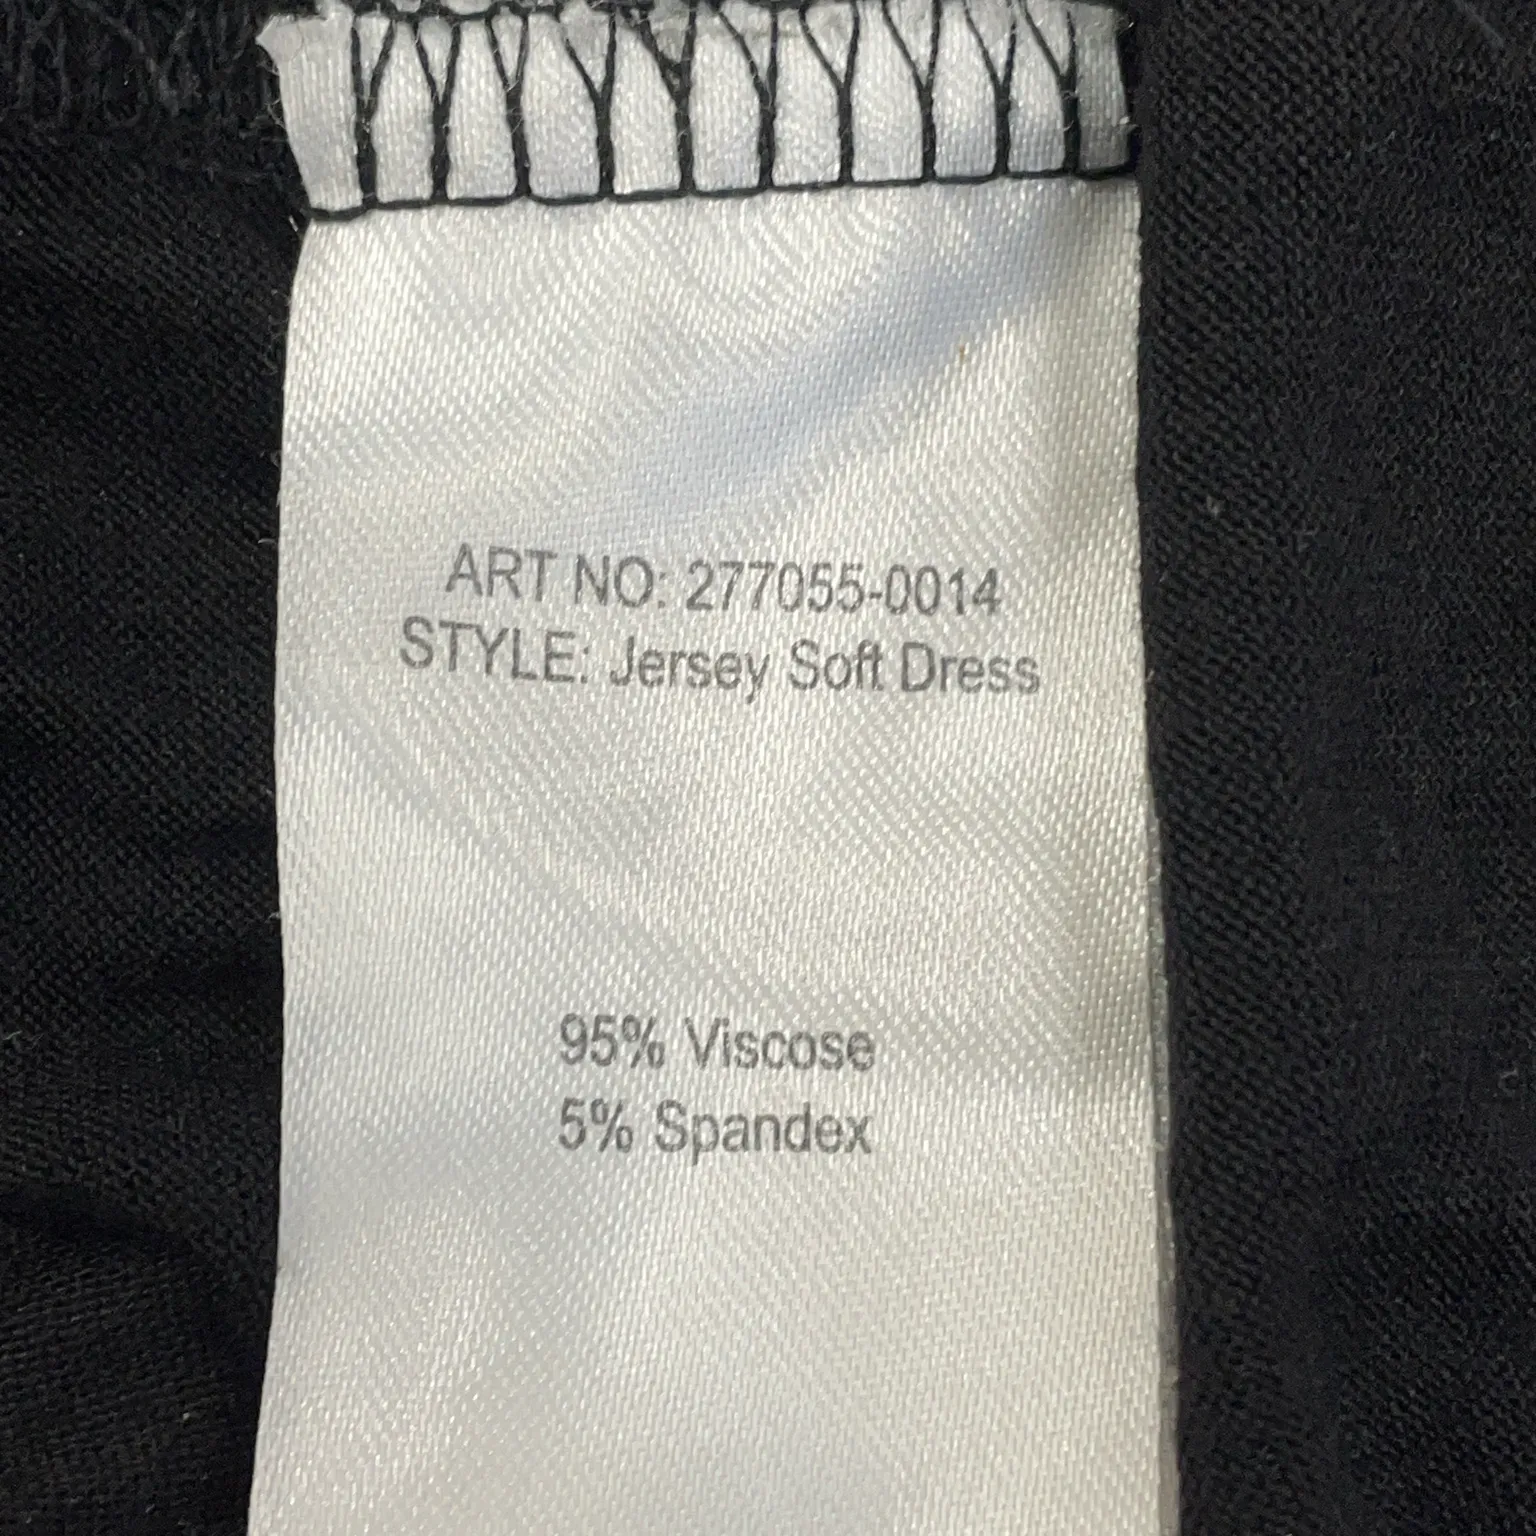 ART NO: 277055-0014
STYLE: Jersey Soft Dress
95% Viscose
5% Spandex